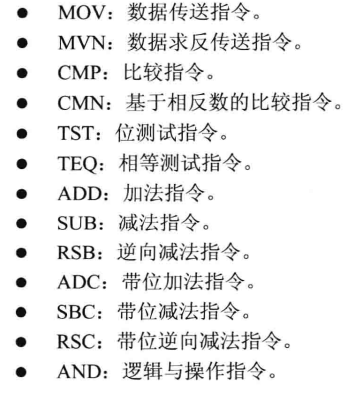 ● MOV：数据传送指令。
● MVN：数据求反传送指令。
● CMP：比较指令。
● CMN：基于相反数的比较指令。
● TST：位测试指令。
● TEQ：相等测试指令。
● ADD：加法指令。
● SUB：减法指令。
● RSB：逆向减法指令。
● ADC：带位加法指令。
● SBC：带位减法指令。
● RSC：带位逆向减法指令。
● AND：逻辑与操作指令。